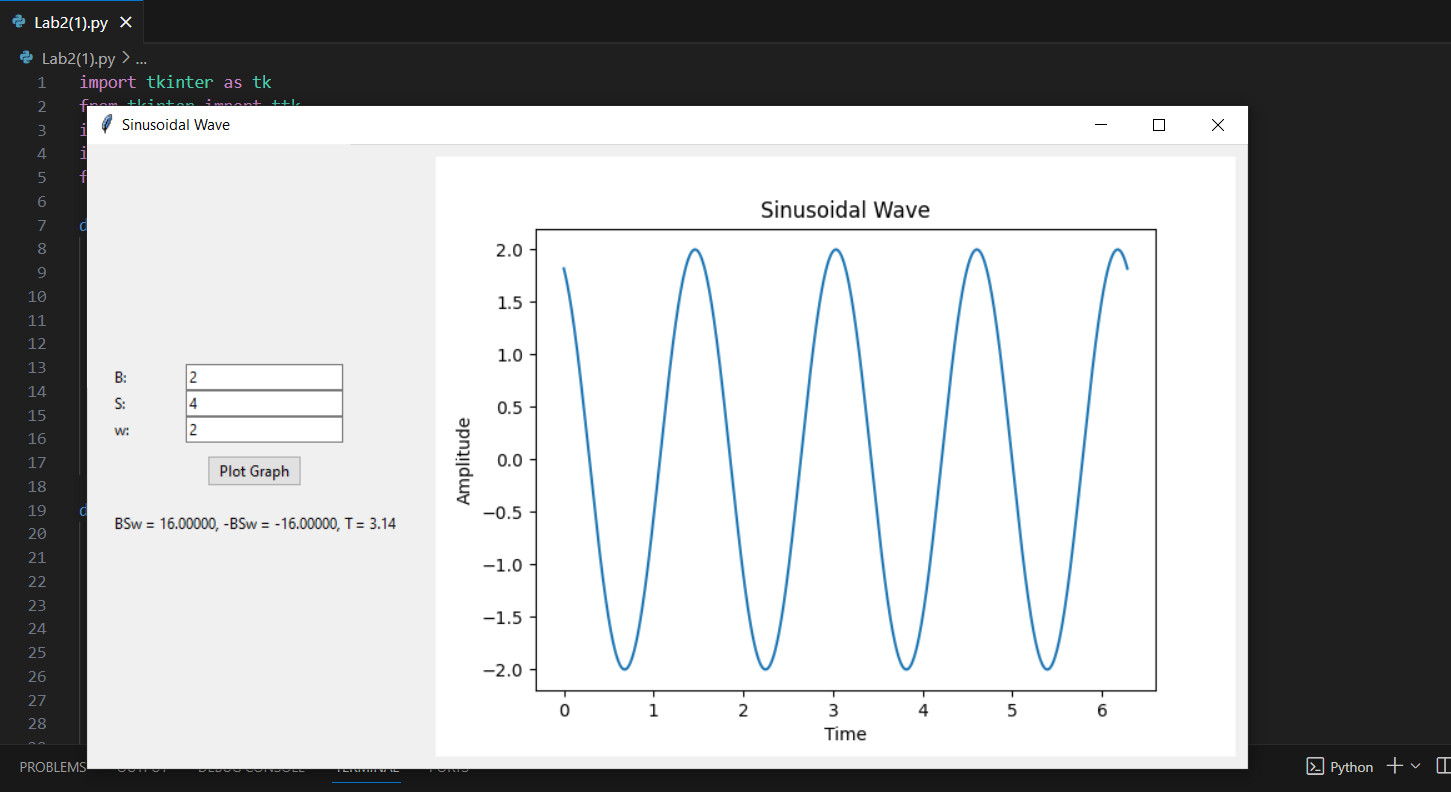 Lab2(1).py
Lab2(1).py > ...
1 import tkinter as tk
2 from tkinter import ttk
3 i
4 i
5 f
6
7 d
8
9
10
11
12
13
14
15
16
17
18
19 d
20
21
22
23
24
25
26
27
28
Sinusoidal Wave
B: 2
S: 4
w: 2
Plot Graph
BSw = 16.00000, -BSw = -16.00000, T = 3.14
Sinusoidal Wave
2.0
1.5
1.0
0.5
0.0
−0.5
−1.0
−1.5
−2.0
Amplitude
0 1 2 3 4 5 6
Time
PROBLEMS OUTPUT DEBUG CONSOLE TERMINAL PORTS
Python